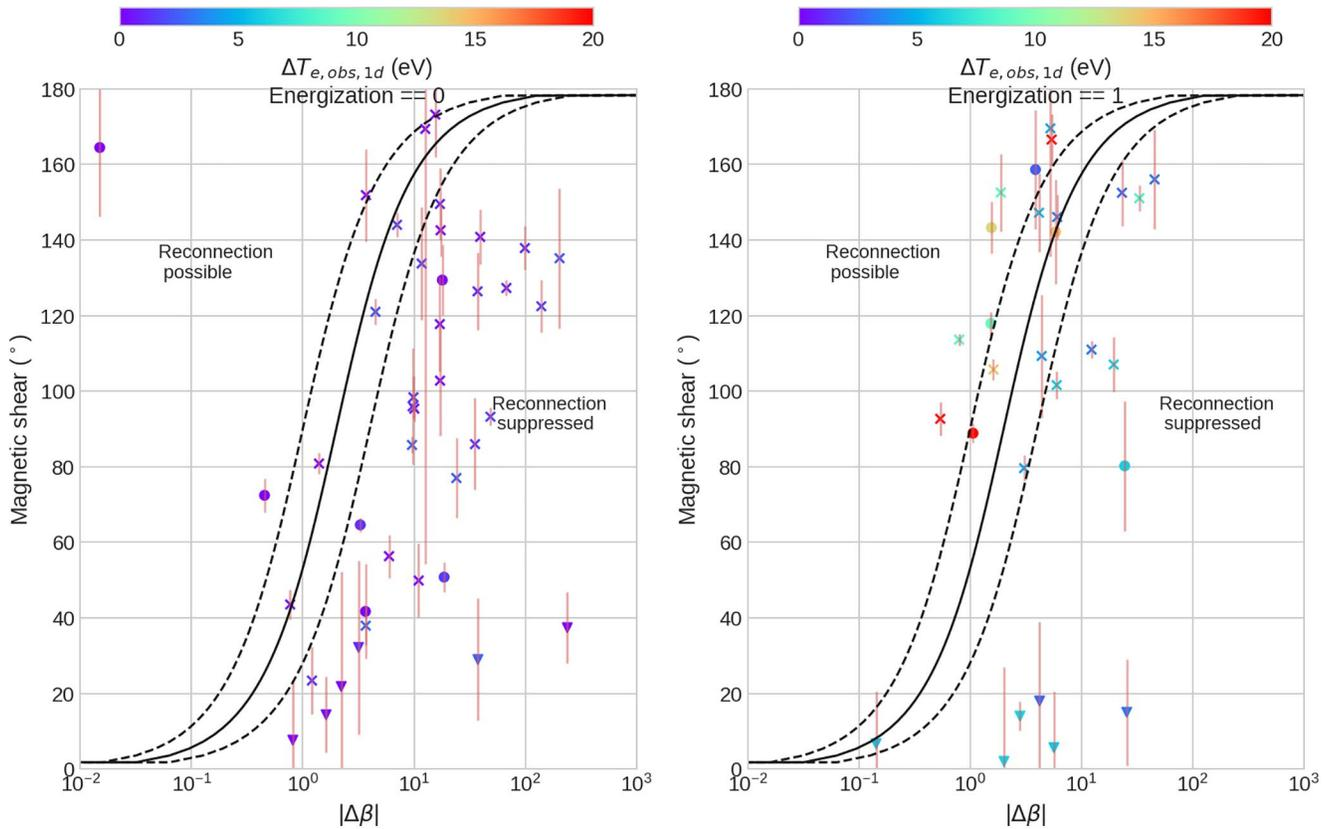 0 5 10 15 20
ΔT_{e,obs,1d} (eV)
Energization == 0
180
160
140
120
100
80
60
40
20
0
Magnetic shear (°)
Reconnection
possible
Reconnection
suppressed
10^{-2} 10^{-1} 10^{0} 10^{1} 10^{2} 10^{3}
|Δβ|
0 5 10 15 20
ΔT_{e,obs,1d} (eV)
Energization == 1
180
160
140
120
100
80
60
40
20
0
Magnetic shear (°)
Reconnection
possible
Reconnection
suppressed
10^{-2} 10^{-1} 10^{0} 10^{1} 10^{2} 10^{3}
|Δβ|